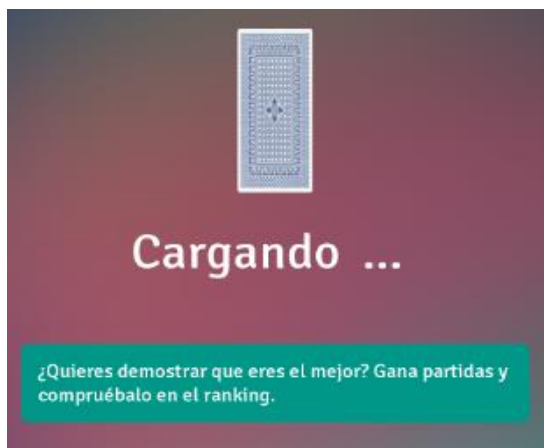 Cargando ...
¿Quieres demostrar que eres el mejor? Gana partidas y
compruébalo en el ranking.